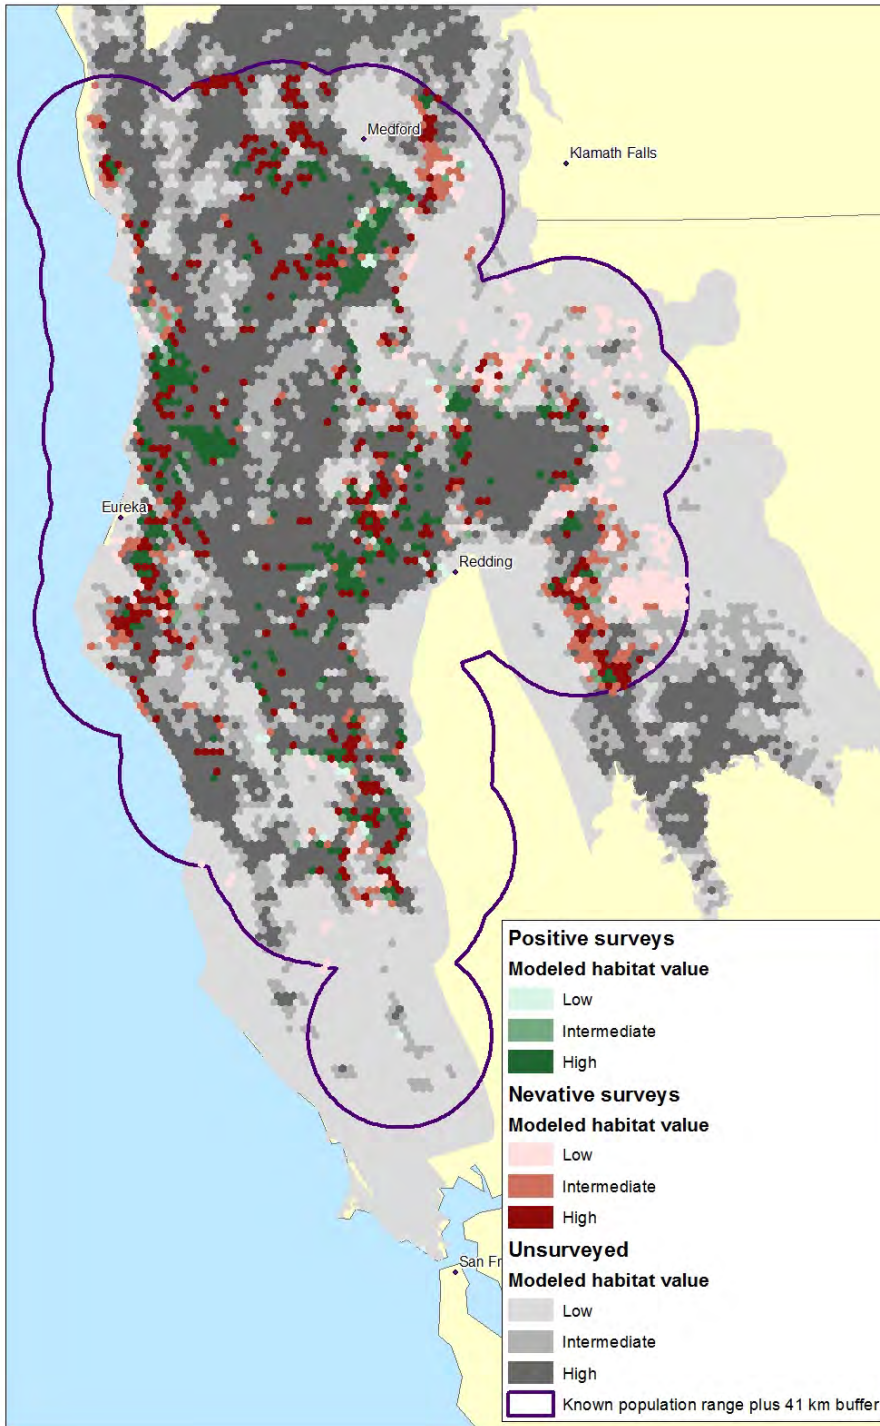 Medford
Klamath Falls
Eureka
Redding
San Fr
Positive surveys
Modeled habitat value
Low
Intermediate
High
Nevative surveys
Modeled habitat value
Low
Intermediate
High
Unsurveyed
Modeled habitat value
Low
Intermediate
High
Known population range plus 41 km buffer